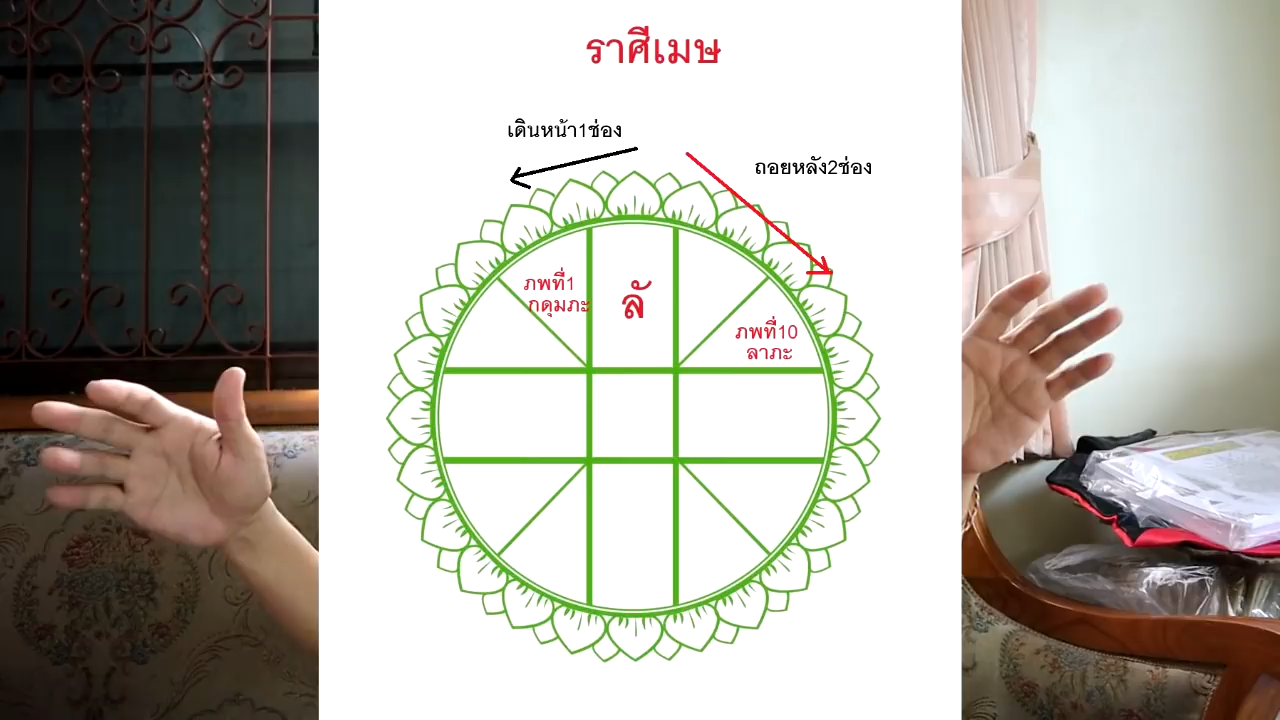 ราศีเมษ
เดินหน้า1ช่อง
ถอยหลัง2ช่อง
ภพที่1
กดุมภะ
ลั
ภพที่10
ลาภะ